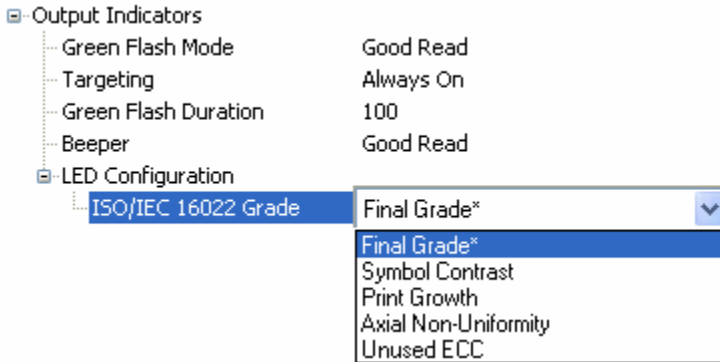 Output Indicators
Green Flash Mode Good Read
Targeting Always On
Green Flash Duration 100
Beeper Good Read
LED Configuration
ISO/IEC 16022 Grade Final Grade*
Final Grade*
Symbol Contrast
Print Growth
Axial Non-Uniformity
Unused ECC